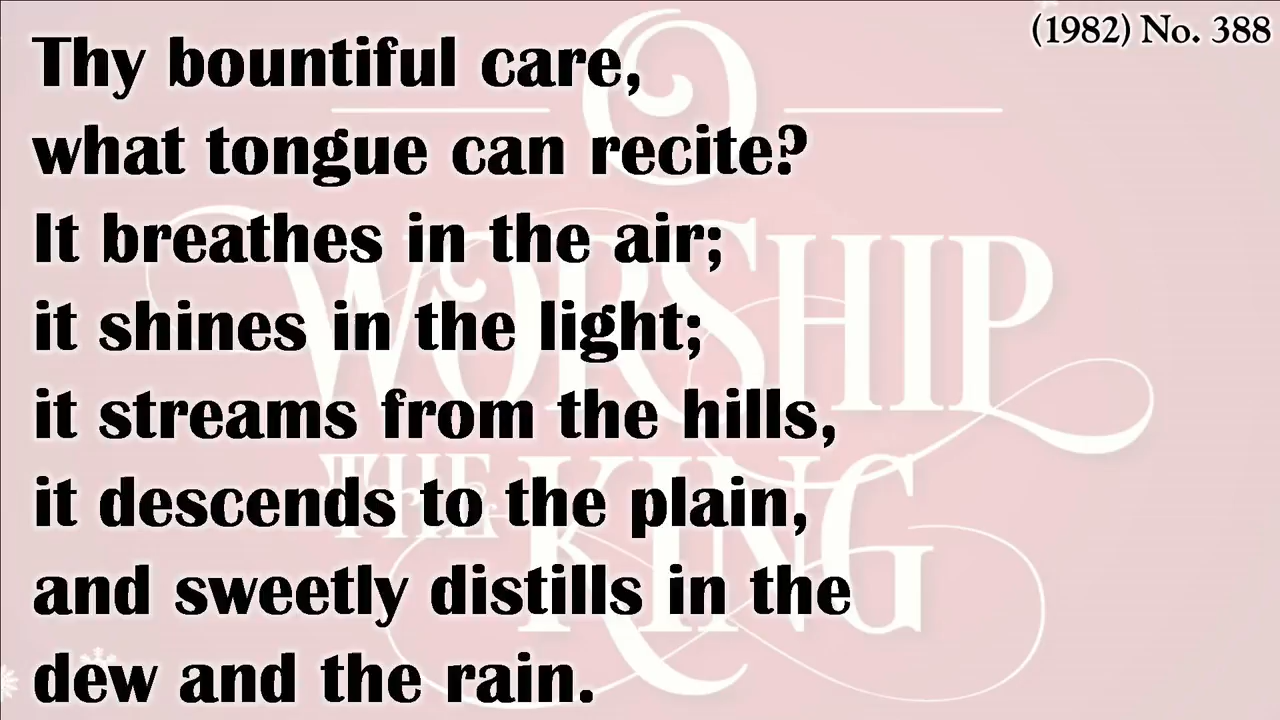 (1982) No. 388
Thy bountiful care,
what tongue can recite?
It breathes in the air;
it shines in the light;
it streams from the hills,
it descends to the plain,
and sweetly distills in the
dew and the rain.
O
WORSHIP
THE KING